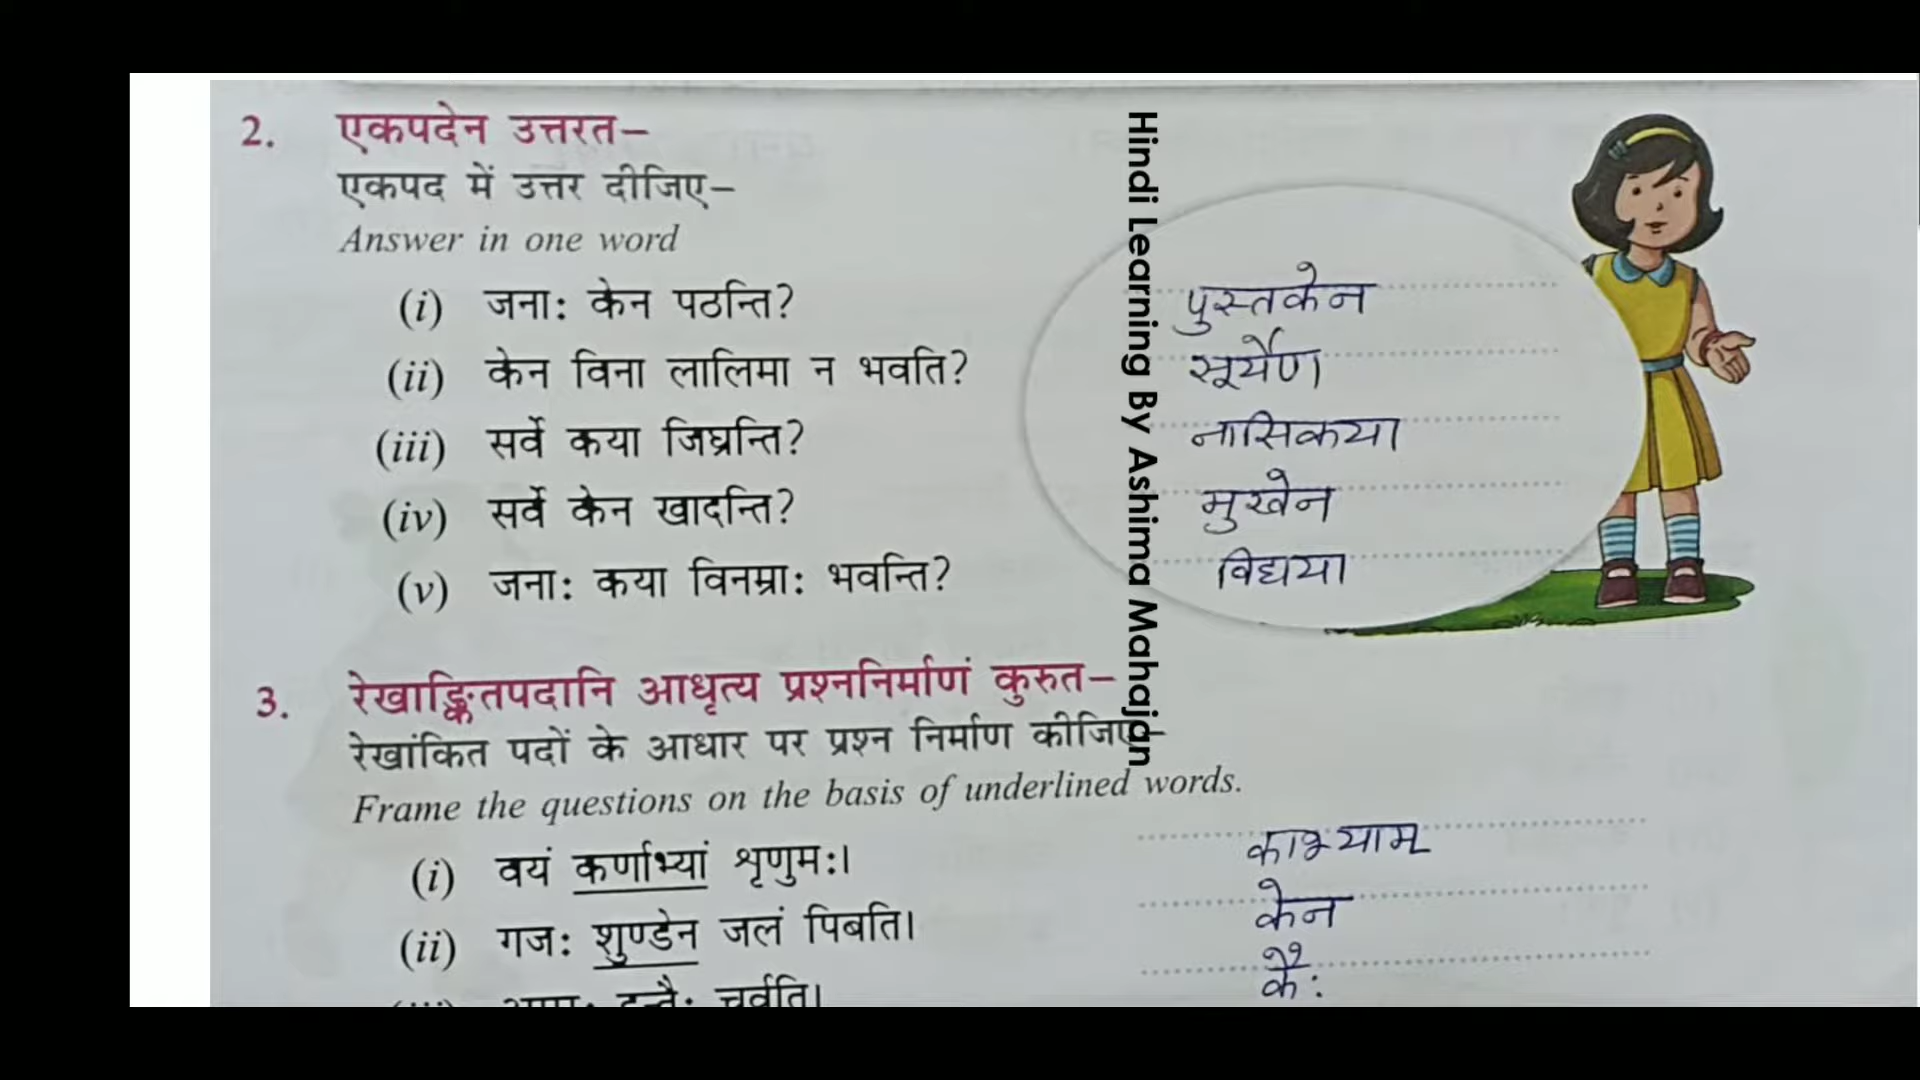 2. एकपदेन उत्तरत–
एकपद में उत्तर दीजिए–
Answer in one word
(i) जनाः केन पठन्ति? पुस्तकेन
(ii) केन विना लालिमा न भवति? सूर्येण
(iii) सर्वे कया जिघ्रन्ति? नासिकया
(iv) सर्वे केन खादन्ति? मुखेन
(v) जनाः कया विनम्राः भवन्ति? विद्यया
Hindi Learning By Ashima Mahajan
3. रेखाङ्कितपदानि आधृत्य प्रश्ननिर्माणं कुरुत–
रेखांकित पदों के आधार पर प्रश्न निर्माण कीजिए–
Frame the questions on the basis of underlined words.
(i) वयं कर्णाभ्यां शृणुमः। काभ्याम्
(ii) गजः शुण्डेन जलं पिबति। केन
दन्तैः चर्वति। कैः